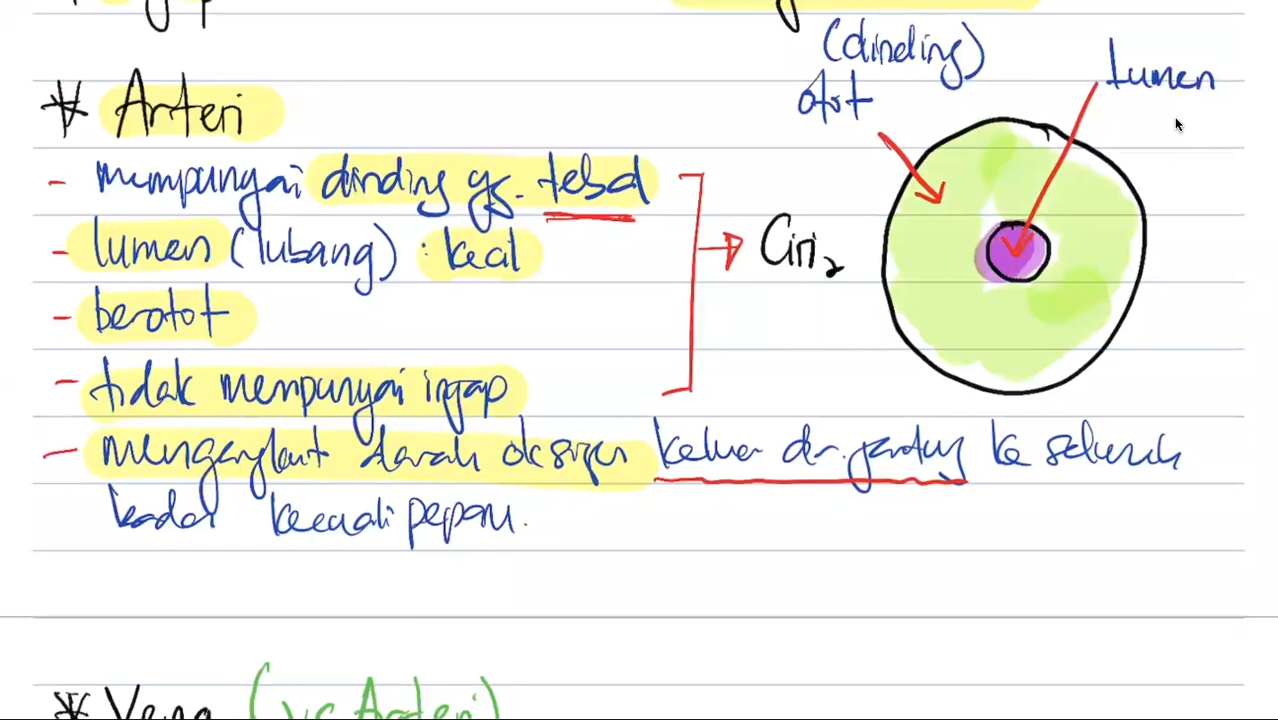 (dinding)
otot
Lumen
* Arteri
- mempunyai dinding yg. tebal
- lumen (lubang) : kecil
- berotot
- tidak mempunyai injap
→ Ciri2
- mengangkut darah oksigen keluar dr. jantung ke seluruh
badan kecuali peparu.
* Vena (vs Arteri)